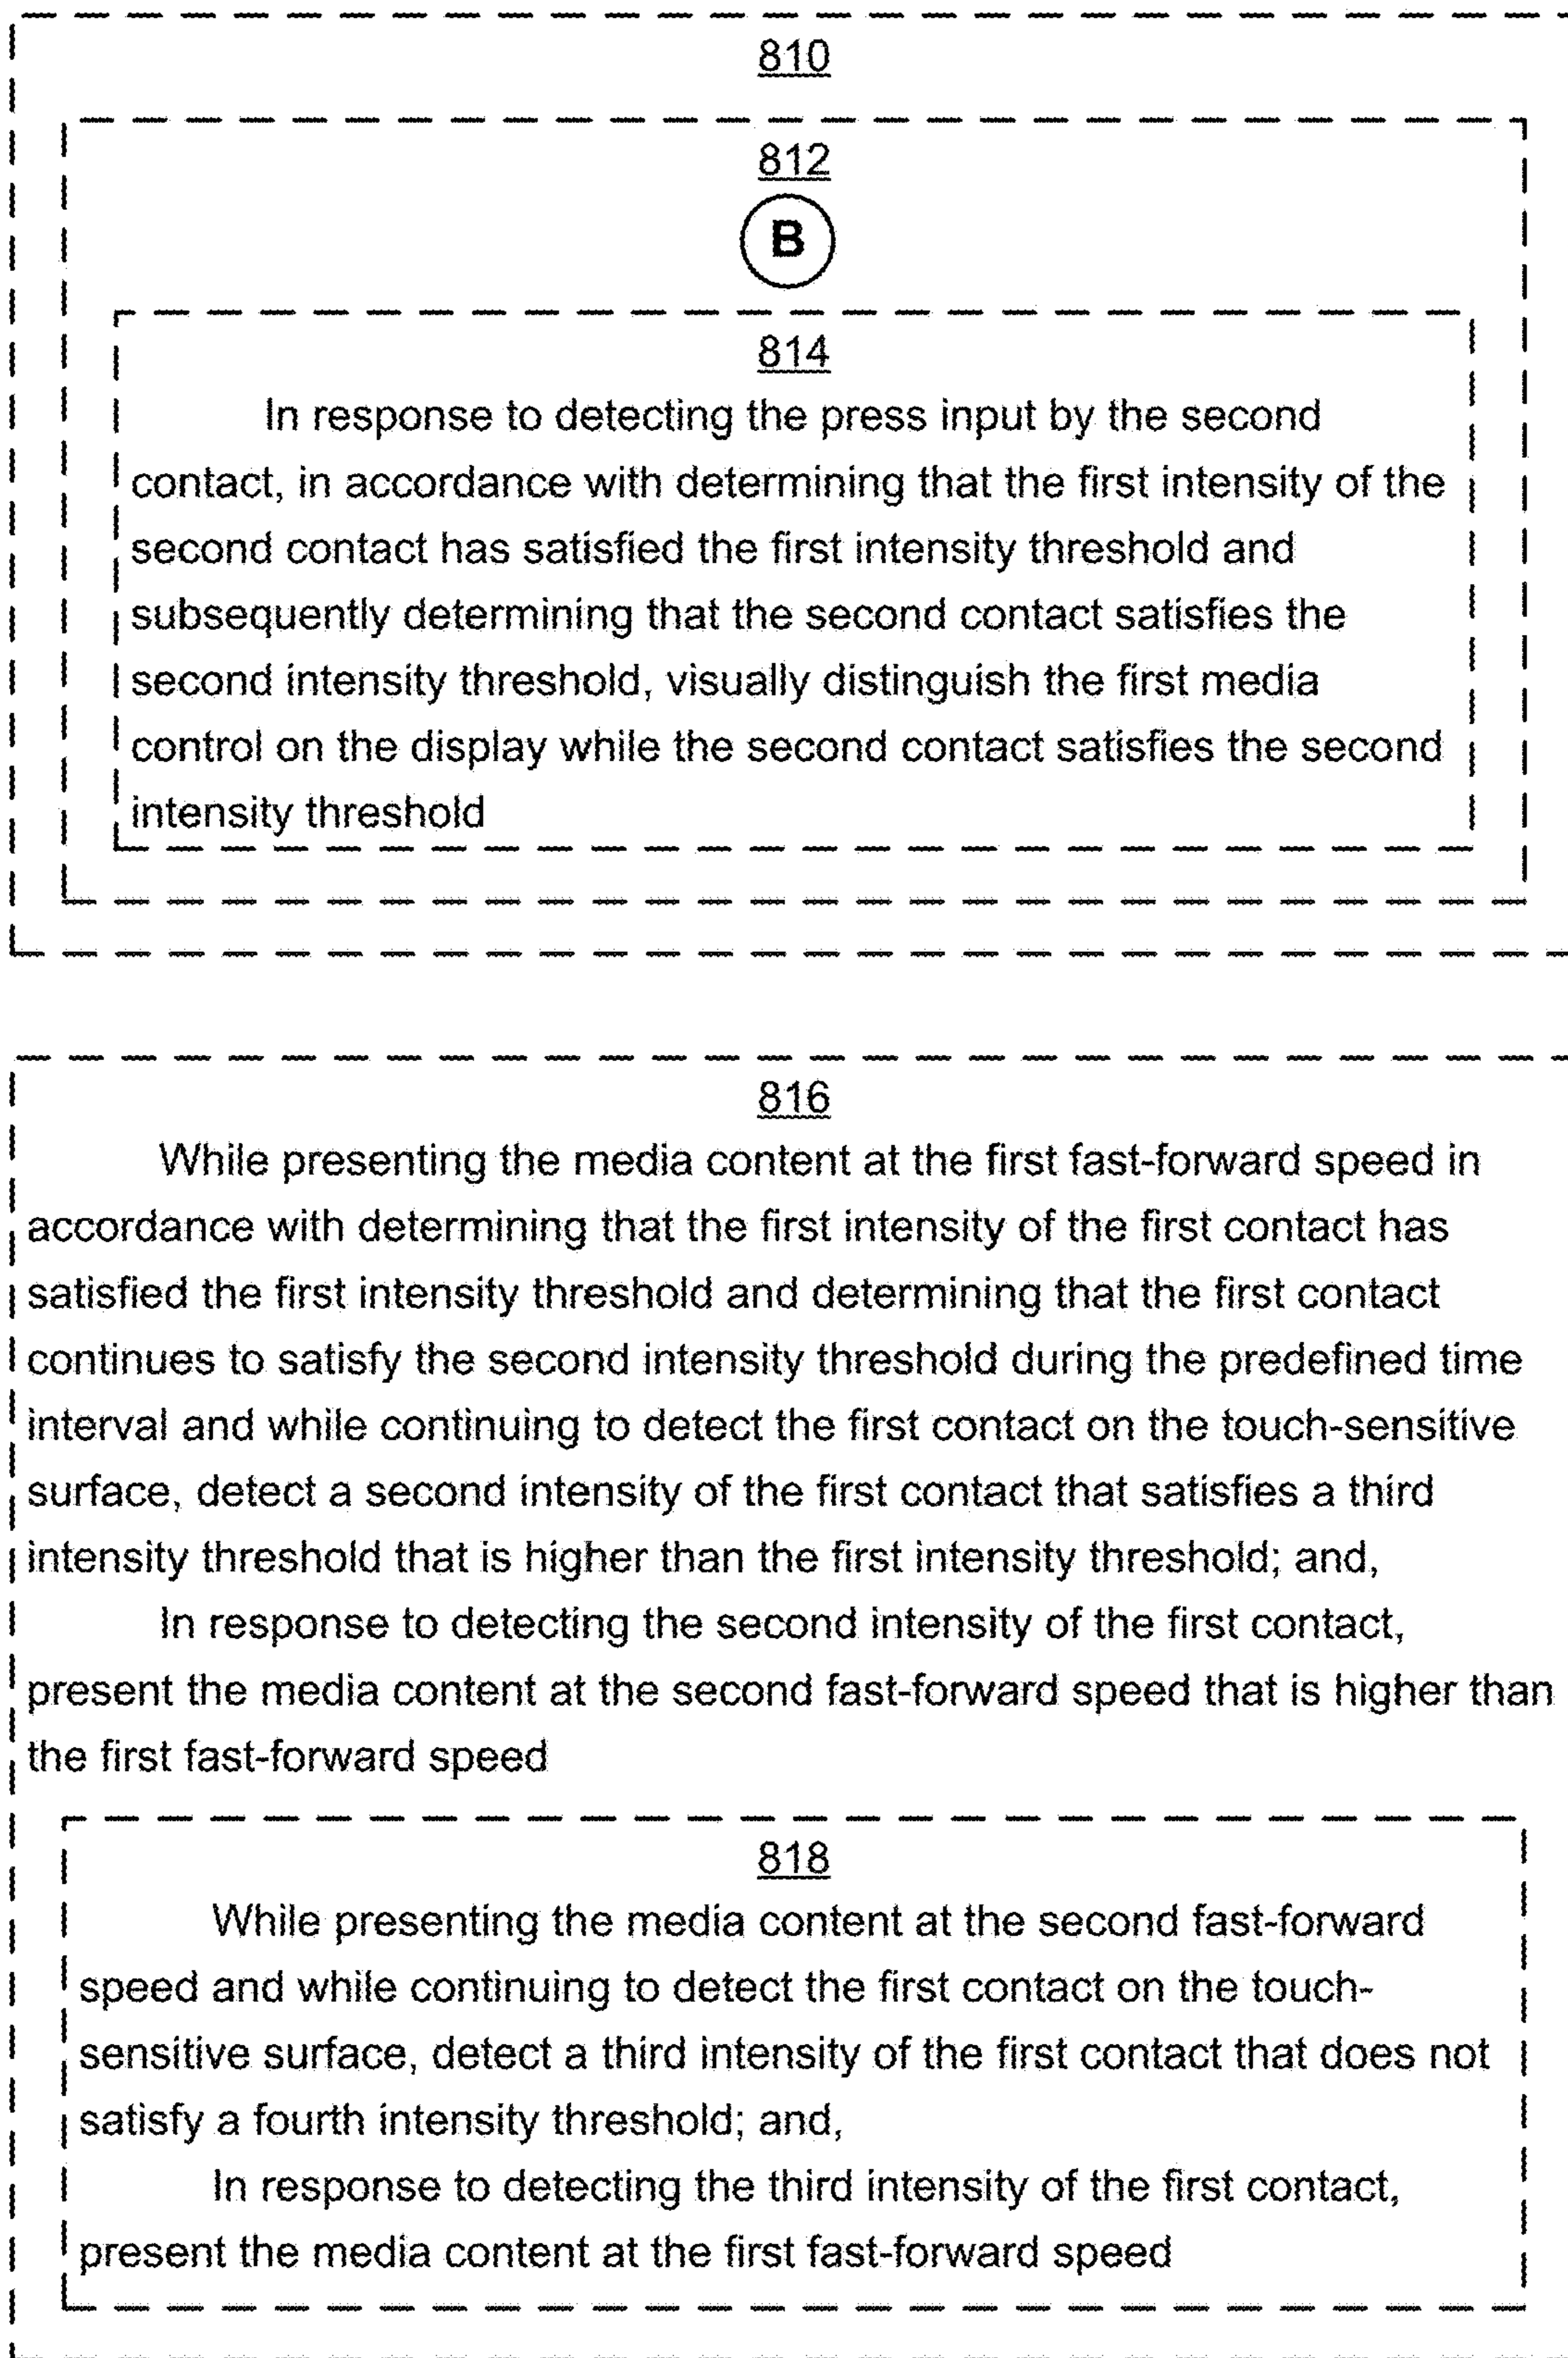 810
812
B
814
In response to detecting the press input by the second
contact, in accordance with determining that the first intensity of the
second contact has satisfied the first intensity threshold and
subsequently determining that the second contact satisfies the
second intensity threshold, visually distinguish the first media
control on the display while the second contact satisfies the second
intensity threshold
816
While presenting the media content at the first fast-forward speed in
accordance with determining that the first intensity of the first contact has
satisfied the first intensity threshold and determining that the first contact
continues to satisfy the second intensity threshold during the predefined time
interval and while continuing to detect the first contact on the touch-sensitive
surface, detect a second intensity of the first contact that satisfies a third
intensity threshold that is higher than the first intensity threshold; and,
In response to detecting the second intensity of the first contact,
present the media content at the second fast-forward speed that is higher than
the first fast-forward speed
818
While presenting the media content at the second fast-forward
speed and while continuing to detect the first contact on the touch-
sensitive surface, detect a third intensity of the first contact that does not
satisfy a fourth intensity threshold; and,
In response to detecting the third intensity of the first contact,
present the media content at the first fast-forward speed